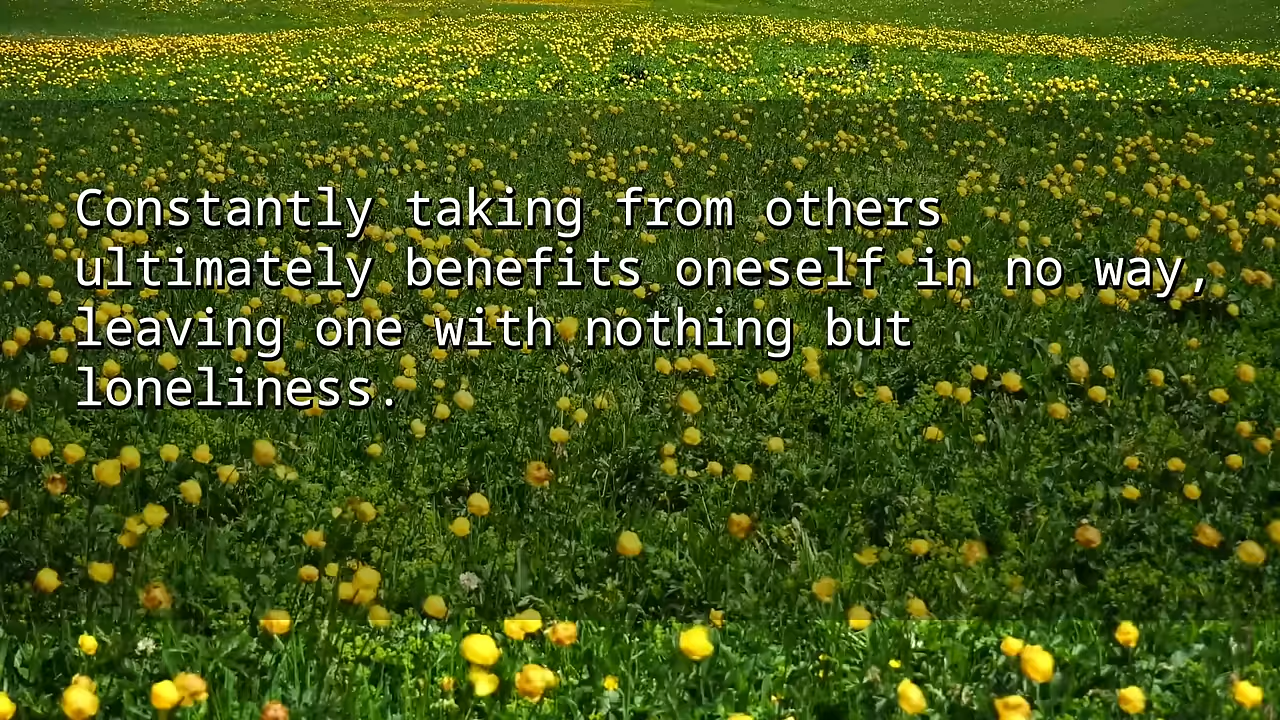 Constantly taking from others
ultimately benefits oneself in no way,
leaving one with nothing but
loneliness.